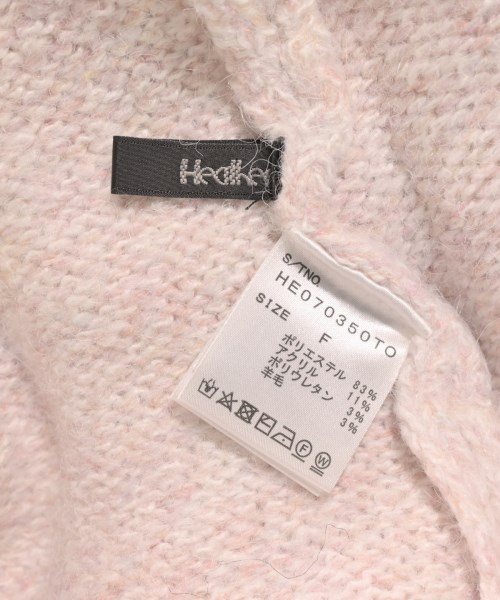 S/TNO.
HE070350TO
SIZE
F
ポリエステル 83%
アクリル 11%
ポリウレタン 3%
羊毛 3%
F W